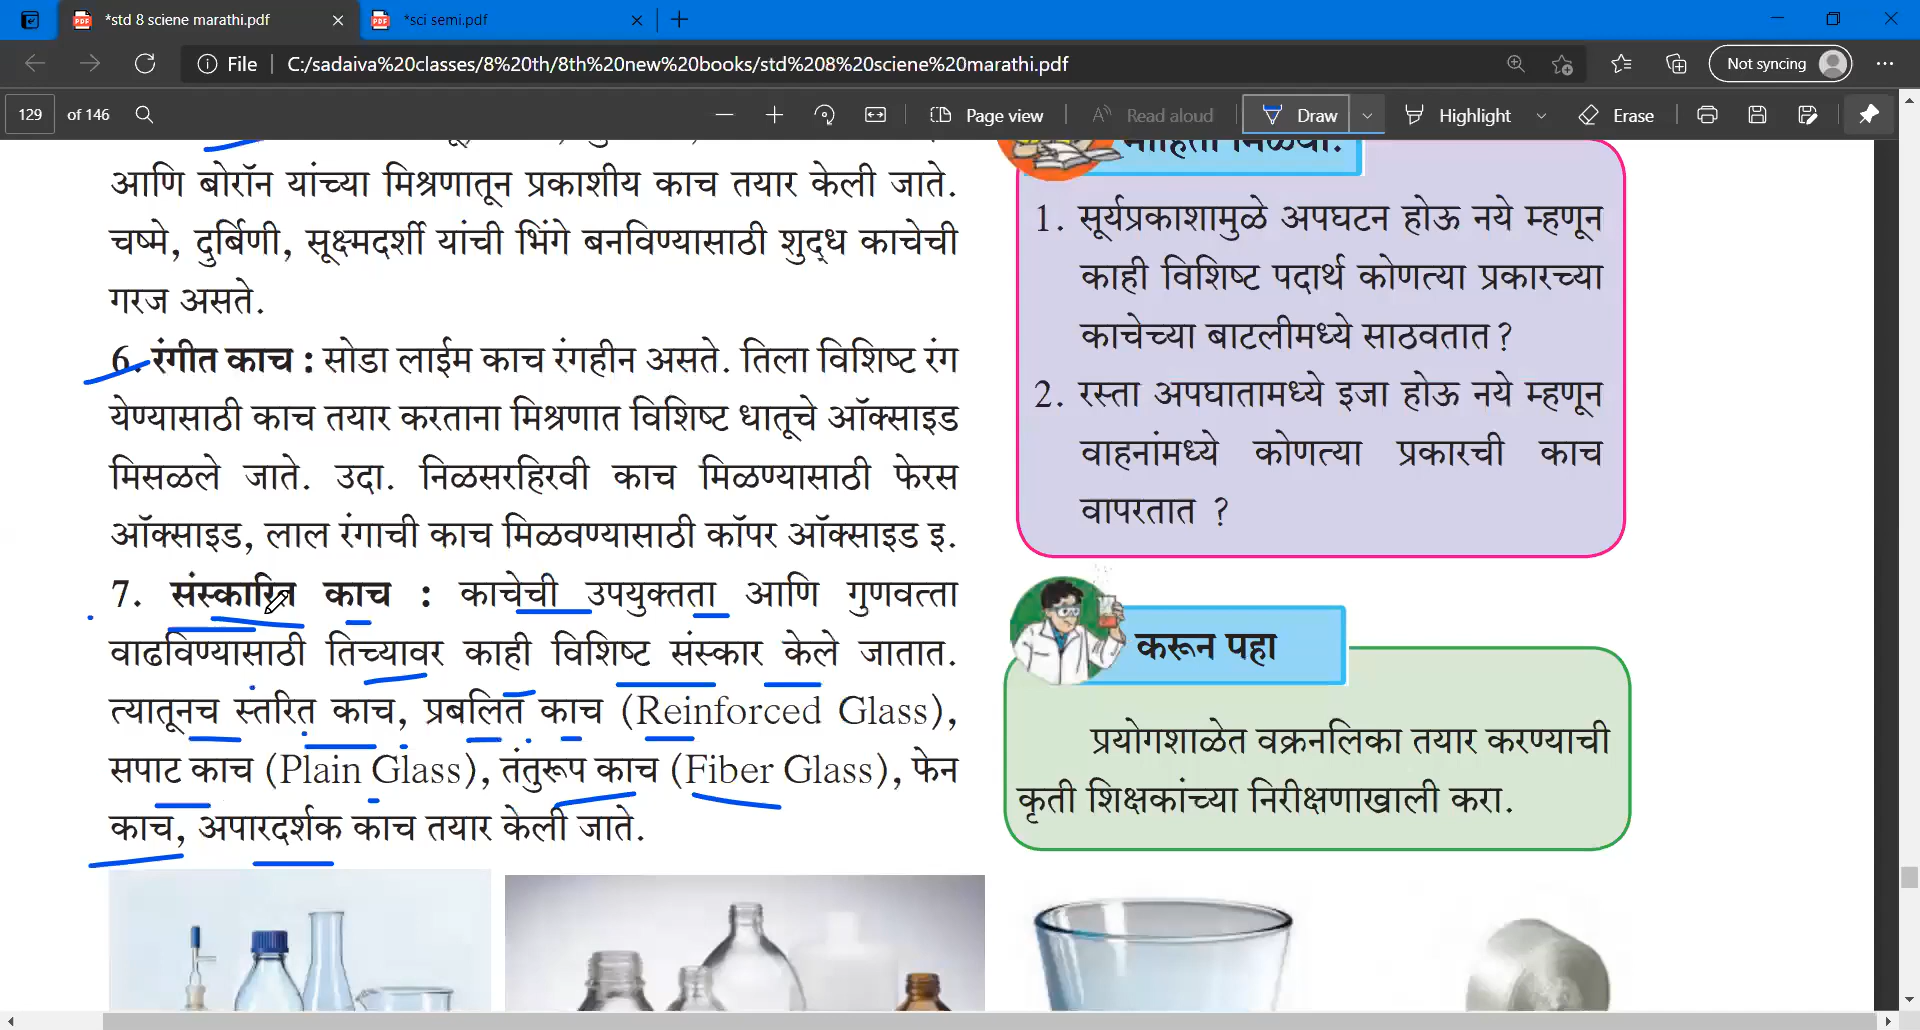 *std 8 sciene marathi.pdf
*sci semi.pdf
File
C:/sadaiva%20classes/8%20th/8th%20new%20books/std%208%20sciene%20marathi.pdf
Not syncing
129 of 146
Page view
Read aloud
Draw
Highlight
Erase
आणि बोरॉन यांच्या मिश्रणातून प्रकाशीय काच तयार केली जाते.
चष्मे, दुर्बिणी, सूक्ष्मदर्शी यांची भिंगे बनविण्यासाठी शुद्ध काचेची
गरज असते.
6. रंगीत काच : सोडा लाईम काच रंगहीन असते. तिला विशिष्ट रंग
येण्यासाठी काच तयार करताना मिश्रणात विशिष्ट धातूचे ऑक्साइड
मिसळले जाते. उदा. निळसरहिरवी काच मिळण्यासाठी फेरस
ऑक्साइड, लाल रंगाची काच मिळवण्यासाठी कॉपर ऑक्साइड इ.
7. संस्कारित काच : काचेची उपयुक्तता आणि गुणवत्ता
वाढविण्यासाठी तिच्यावर काही विशिष्ट संस्कार केले जातात.
त्यातूनच स्तरित काच, प्रबलित काच (Reinforced Glass),
सपाट काच (Plain Glass), तंतुरूप काच (Fiber Glass), फेन
काच, अपारदर्शक काच तयार केली जाते.
माहिती मिळवा.
1. सूर्यप्रकाशामुळे अपघटन होऊ नये म्हणून
काही विशिष्ट पदार्थ कोणत्या प्रकारच्या
काचेच्या बाटलीमध्ये साठवतात ?
2. रस्ता अपघातामध्ये इजा होऊ नये म्हणून
वाहनांमध्ये कोणत्या प्रकारची काच
वापरतात ?
करून पहा
प्रयोगशाळेत वक्रनलिका तयार करण्याची
कृती शिक्षकांच्या निरीक्षणाखाली करा.